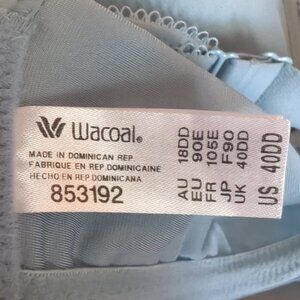 Wacoal®
MADE IN DOMINICAN REP
FABRIQUE EN REP.DOMINICAINE
HECHO EN REP.DOMINICANA
853192
AU 18DD
EU 90E
FR 105E
JP F90
UK 40DD
US 40DD